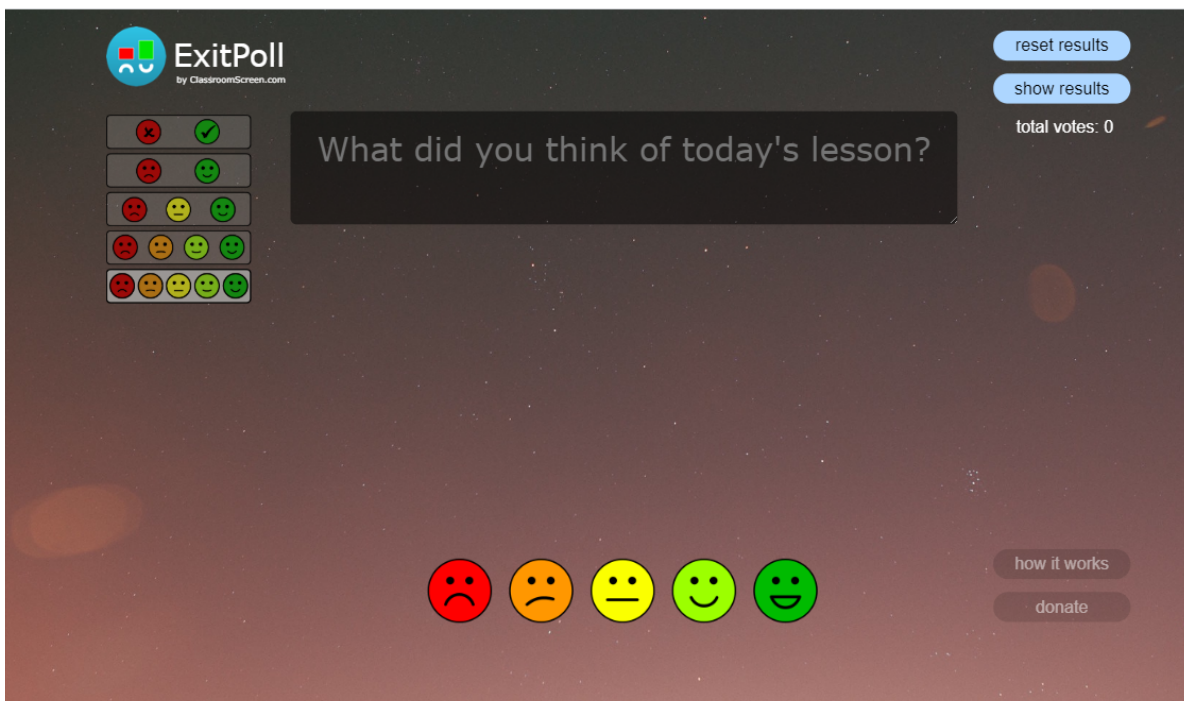 ExitPoll
by ClassroomScreen.com
reset results
show results
total votes: 0
What did you think of today's lesson?
how it works
donate